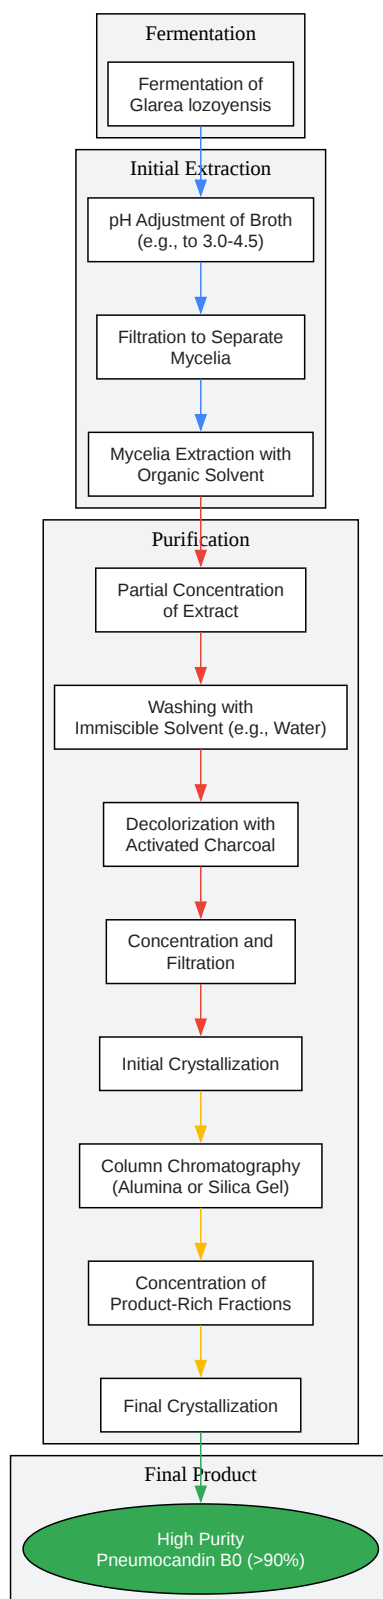 Fermentation
Fermentation of
Glarea lozoyensis
Initial Extraction
pH Adjustment of Broth
(e.g., to 3.0-4.5)
Filtration to Separate
Mycelia
Mycelia Extraction with
Organic Solvent
Purification
Partial Concentration
of Extract
Washing with
Immiscible Solvent (e.g., Water)
Decolorization with
Activated Charcoal
Concentration and
Filtration
Initial Crystallization
Column Chromatography
(Alumina or Silica Gel)
Concentration of
Product-Rich Fractions
Final Crystallization
Final Product
High Purity
Pneumocandin B0 (>90%)